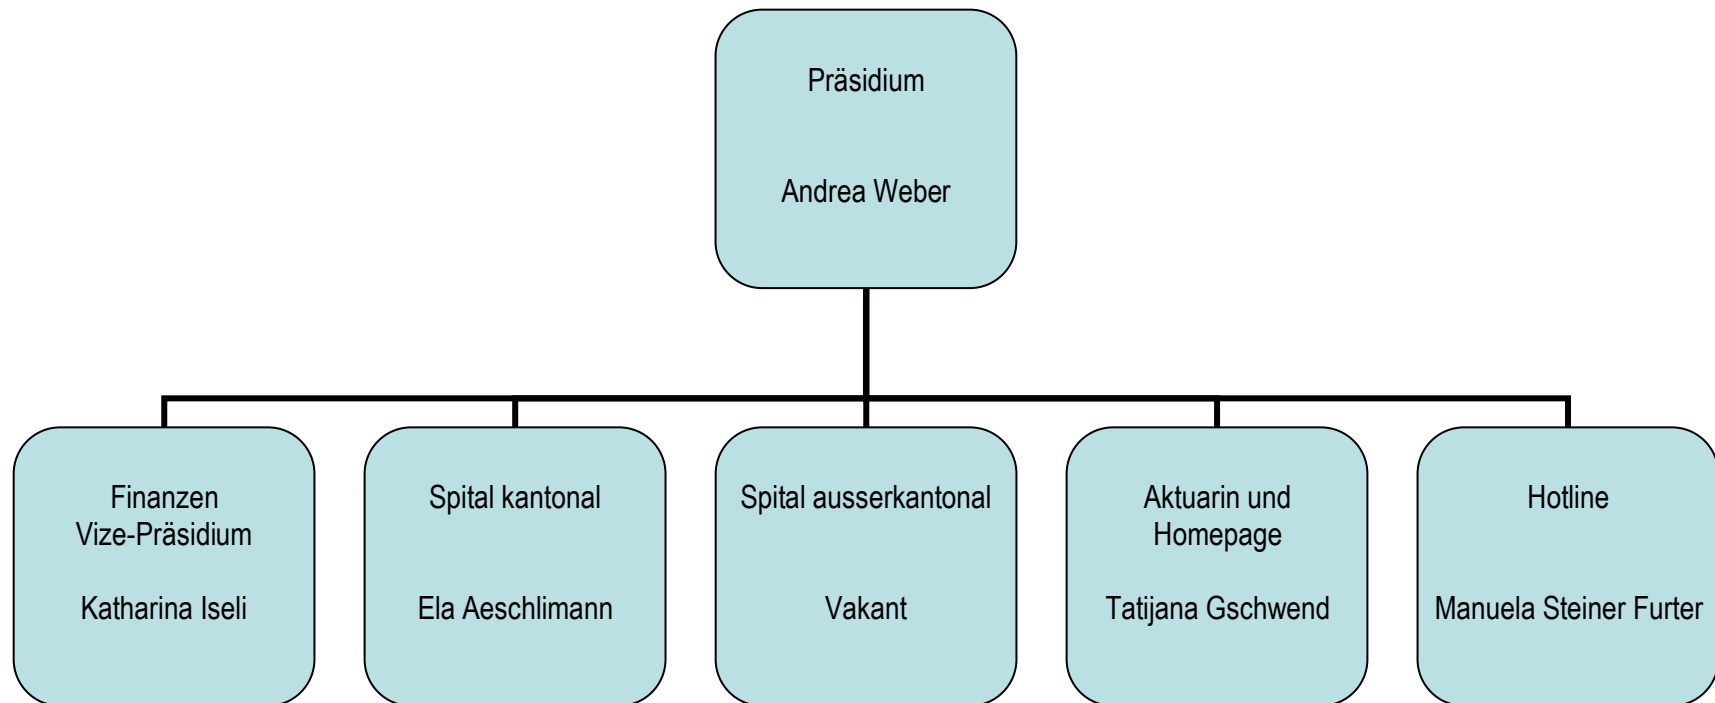 Präsidium
Andrea Weber
Finanzen
Vize-Präsidium
Katharina Iseli
Spital kantonal
Ela Aeschlimann
Spital ausserkantonal
Vakant
Aktuarin und
Homepage
Tatijana Gschwend
Hotline
Manuela Steiner Furter